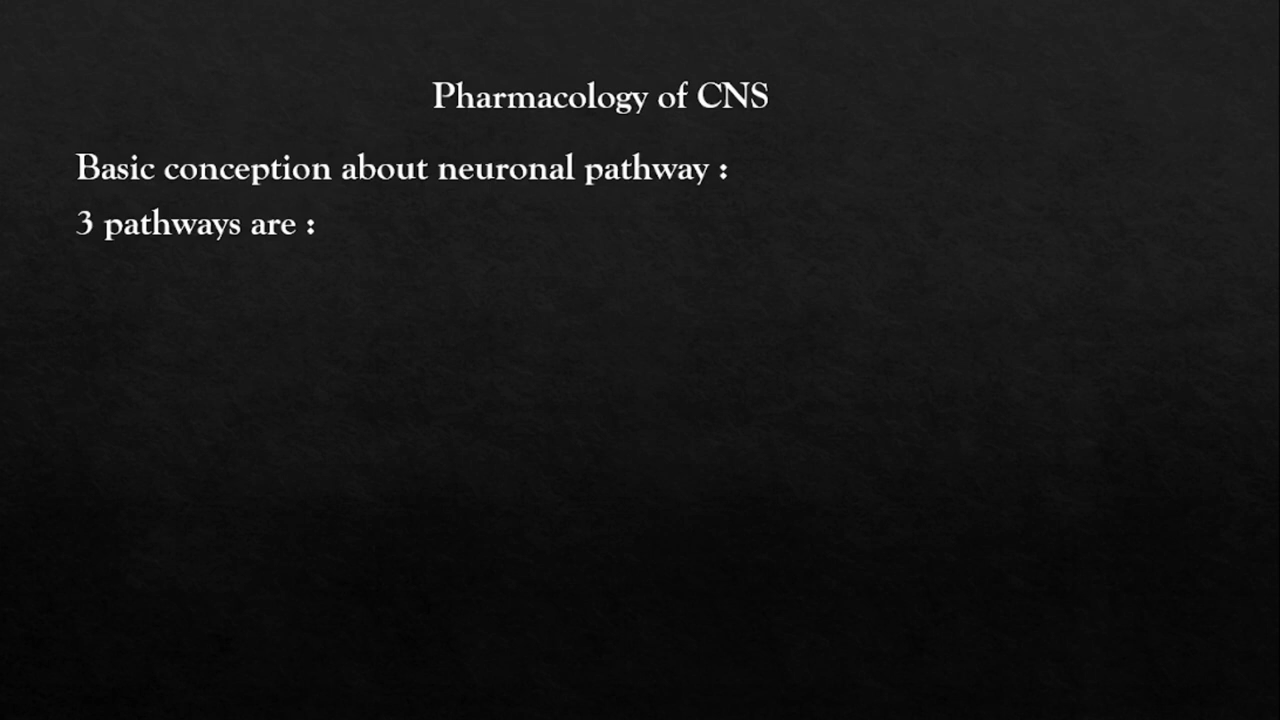 Pharmacology of CNS
Basic conception about neuronal pathway :
3 pathways are :